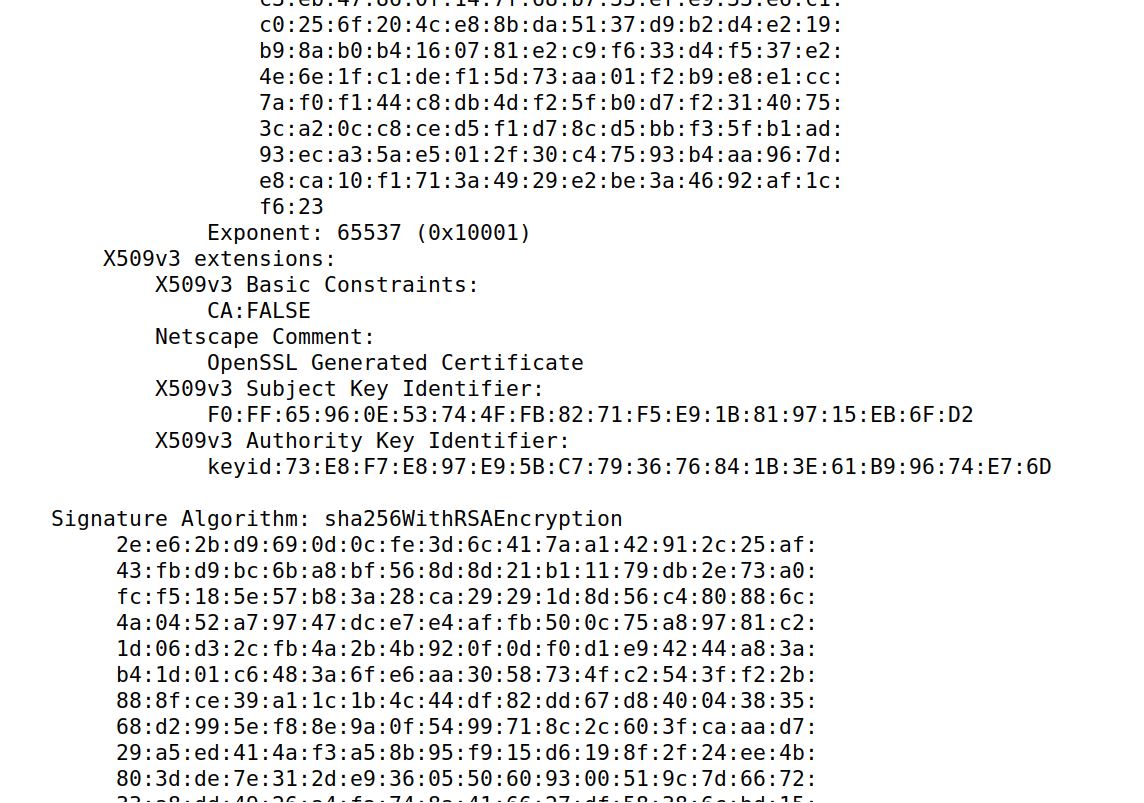 c0:25:6f:20:4c:e8:8b:da:51:37:d9:b2:d4:e2:19:
b9:8a:b0:b4:16:07:81:e2:c9:f6:33:d4:f5:37:e2:
4e:6e:1f:c1:de:f1:5d:73:aa:01:f2:b9:e8:e1:cc:
7a:f0:f1:44:c8:db:4d:f2:5f:b0:d7:f2:31:40:75:
3c:a2:0c:c8:ce:d5:f1:d7:8c:d5:bb:f3:5f:b1:ad:
93:ec:a3:5a:e5:01:2f:30:c4:75:93:b4:aa:96:7d:
e8:ca:10:f1:71:3a:49:29:e2:be:3a:46:92:af:1c:
f6:23
Exponent: 65537 (0x10001)
X509v3 extensions:
X509v3 Basic Constraints:
CA:FALSE
Netscape Comment:
OpenSSL Generated Certificate
X509v3 Subject Key Identifier:
F0:FF:65:96:0E:53:74:4F:FB:82:71:F5:E9:1B:81:97:15:EB:6F:D2
X509v3 Authority Key Identifier:
keyid:73:E8:F7:E8:97:E9:5B:C7:79:36:76:84:1B:3E:61:B9:96:74:E7:6D
Signature Algorithm: sha256WithRSAEncryption
2e:e6:2b:d9:69:0d:0c:fe:3d:6c:41:7a:a1:42:91:2c:25:af:
43:fb:d9:bc:6b:a8:bf:56:8d:8d:21:b1:11:79:db:2e:73:a0:
fc:f5:18:5e:57:b8:3a:28:ca:29:29:1d:8d:56:c4:80:88:6c:
4a:04:52:a7:97:47:dc:e7:e4:af:fb:50:0c:75:a8:97:81:c2:
1d:06:d3:2c:fb:4a:2b:4b:92:0f:0d:f0:d1:e9:42:44:a8:3a:
b4:1d:01:c6:48:3a:6f:e6:aa:30:58:73:4f:c2:54:3f:f2:2b:
88:8f:ce:39:a1:1c:1b:4c:44:df:82:dd:67:d8:40:04:38:35:
68:d2:99:5e:f8:8e:9a:0f:54:99:71:8c:2c:60:3f:ca:aa:d7:
29:a5:ed:41:4a:f3:a5:8b:95:f9:15:d6:19:8f:2f:24:ee:4b:
80:3d:de:7e:31:2d:e9:36:05:50:60:93:00:51:9c:7d:66:72: